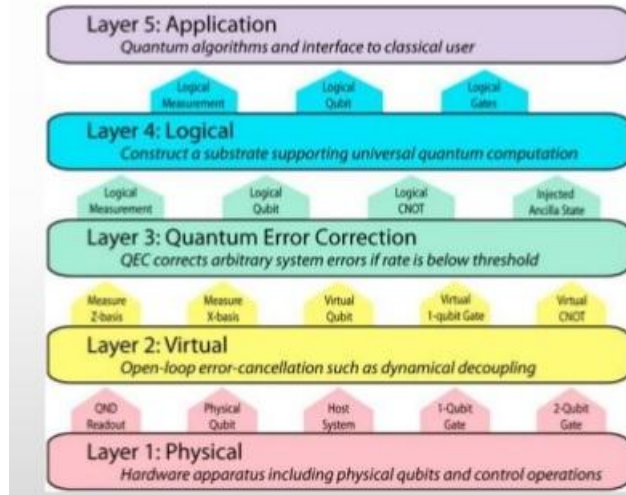 Layer 5: Application
Quantum algorithms and interface to classical user
Logical Measurement
Logical Qubit
Logical Gates
Layer 4: Logical
Construct a substrate supporting universal quantum computation
Logical Measurement
Logical Qubit
Logical CNOT
Injected Ancilla State
Layer 3: Quantum Error Correction
QEC corrects arbitrary system errors if rate is below threshold
Measure Z-basis
Measure X-basis
Virtual Qubit
Virtual 1-qubit Gate
Virtual CNOT
Layer 2: Virtual
Open-loop error-cancellation such as dynamical decoupling
QND Readout
Physical Qubit
Host System
1-Qubit Gate
2-Qubit Gate
Layer 1: Physical
Hardware apparatus including physical qubits and control operations